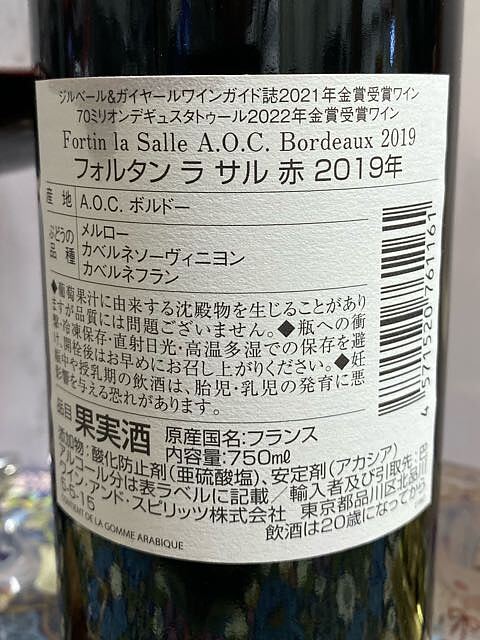 ジルベール&ガイヤールワインガイド誌2021年金賞受賞ワイン
70ミリオンデギュスタトゥール2022年金賞受賞ワイン
Fortin la Salle A.O.C. Bordeaux 2019
フォルタン ラ サル 赤 2019年
産 地 A.O.C. ボルドー
ぶどうの品種 メルロー
カベルネソーヴィニヨン
カベルネフラン
◆葡萄果汁に由来する沈殿物を生じることがあり
ますが品質には問題ございません。◆瓶への衝
撃・冷凍保存・直射日光・高温多湿での保存を避
け、開栓後はお早めにお召し上がりください。◆妊
娠中や授乳期の飲酒は、胎児・乳児の発育に悪
影響を与える恐れがあります。
品目 果実酒 原産国名:フランス
内容量:750mℓ
添加物:酸化防止剤(亜硫酸塩)、安定剤(アカシア)
アルコール分は表ラベルに記載/輸入者及び引取先:巴
ワイン・アンド・スピリッツ株式会社 東京都品川区北品川
5-5-15 飲酒は20歳になってから
DE LA GOMME ARABIQUE
4 571520 761161